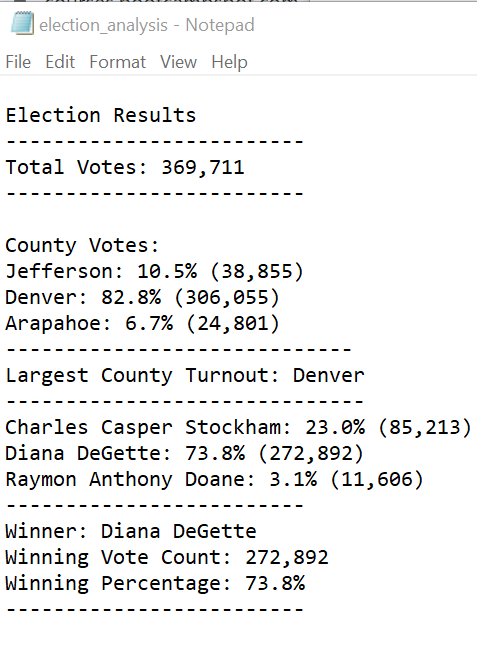 election_analysis - Notepad
File Edit Format View Help
Election Results
-------------------------
Total Votes: 369,711
-------------------------
County Votes:
Jefferson: 10.5% (38,855)
Denver: 82.8% (306,055)
Arapahoe: 6.7% (24,801)
-----------------------------
Largest County Turnout: Denver
------------------------------
Charles Casper Stockham: 23.0% (85,213)
Diana DeGette: 73.8% (272,892)
Raymon Anthony Doane: 3.1% (11,606)
-------------------------
Winner: Diana DeGette
Winning Vote Count: 272,892
Winning Percentage: 73.8%
-------------------------